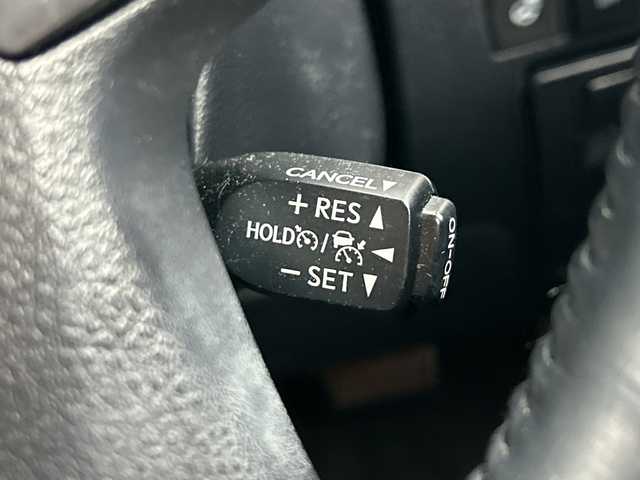 CANCEL▼
+ RES ▲
HOLD / ◀
− SET ▼
ON-OFF